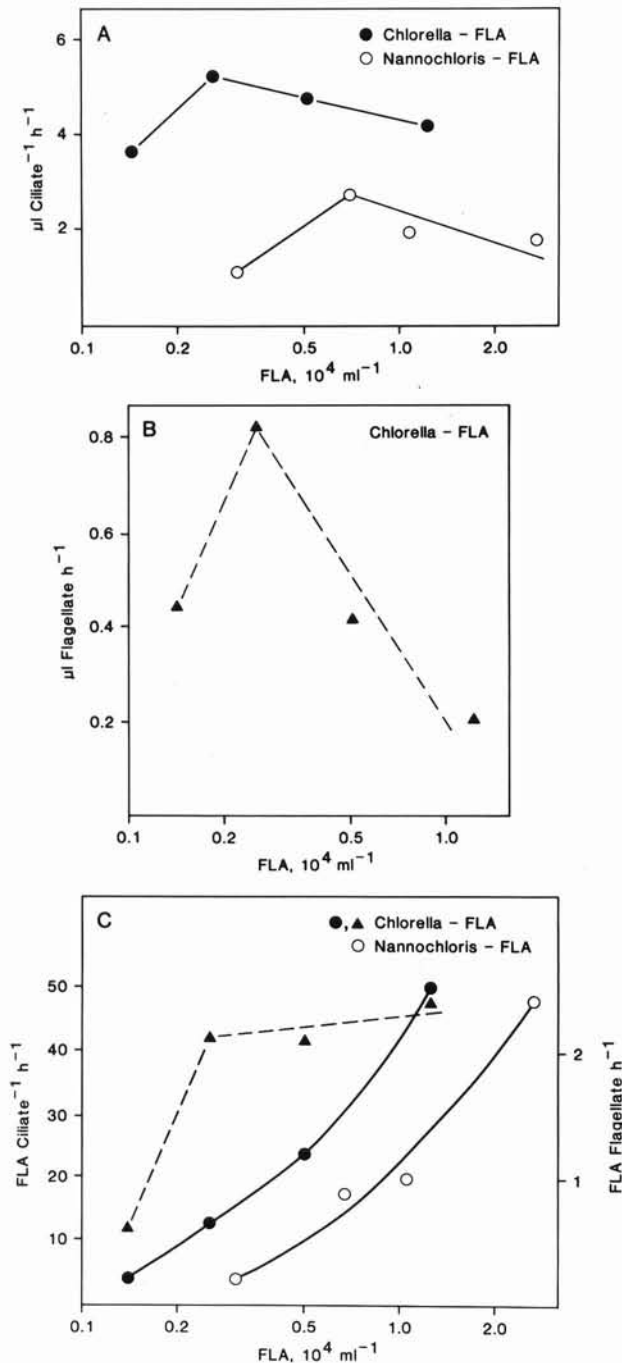 A
● Chlorella - FLA
○ Nannochloris - FLA
µl Ciliate⁻¹ h⁻¹
6
4
2
0.1 0.2 0.5 1.0 2.0
FLA, 10⁴ ml⁻¹
B
Chlorella - FLA
µl Flagellate h⁻¹
0.8
0.6
0.4
0.2
0.1 0.2 0.5 1.0
FLA, 10⁴ ml⁻¹
C
●,▲ Chlorella - FLA
○ Nannochloris - FLA
FLA Ciliate⁻¹ h⁻¹
50
40
30
20
10
2
1
FLA Flagellate h⁻¹
0.1 0.2 0.5 1.0 2.0
FLA, 10⁴ ml⁻¹